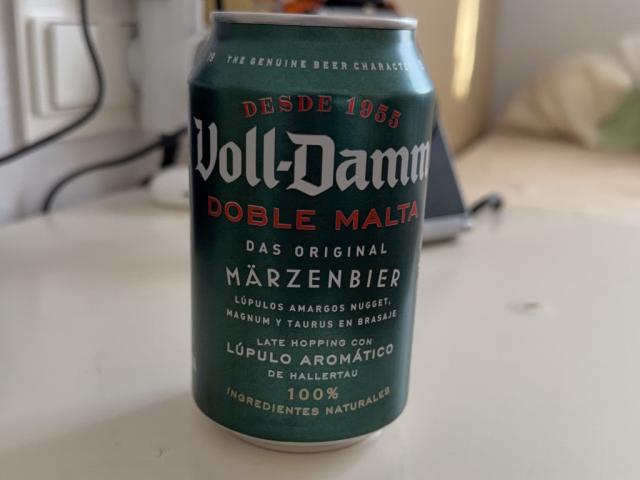 THE GENUINE BEER CHARACTER
DESDE 1955
Voll-Damm
DOBLE MALTA
DAS ORIGINAL
MÄRZENBIER
LÚPULOS AMARGOS NUGGET,
MAGNUM Y TAURUS EN BRASAJE
LATE HOPPING CON
LÚPULO AROMÁTICO
DE HALLERTAU
100%
INGREDIENTES NATURALES